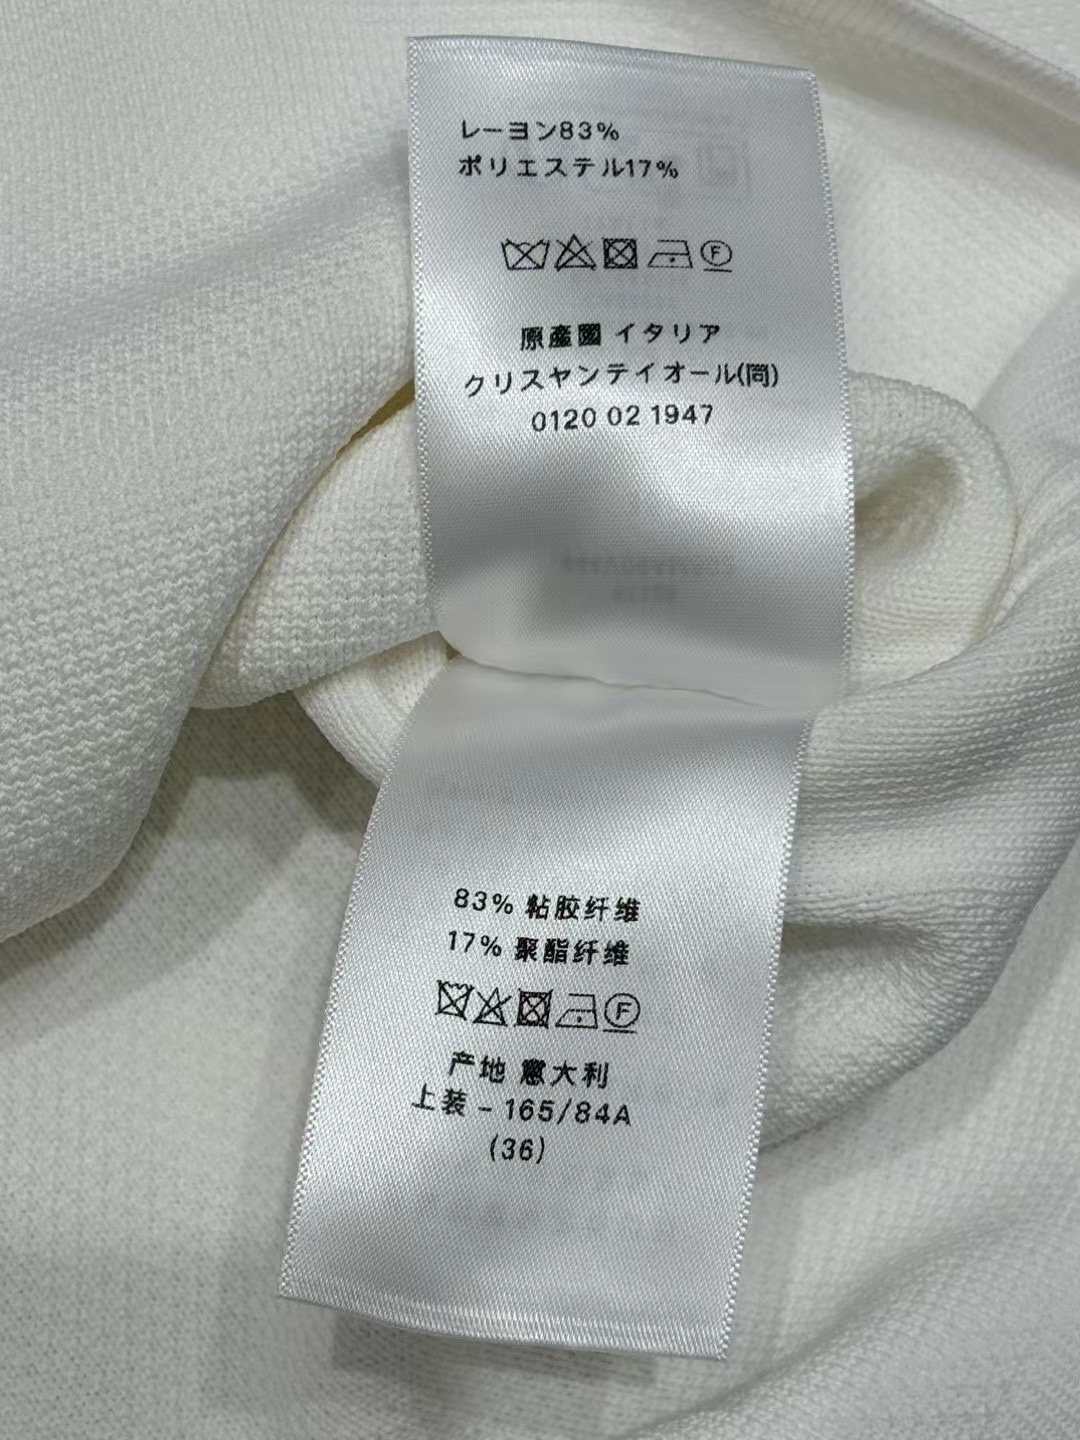 レーヨン83%
ポリエステル17%
F
原産國 イタリア
クリスヤンテイオール(同)
0120 02 1947
83% 粘胶纤维
17% 聚酯纤维
F
产地 意大利
上装 - 165/84A
(36)